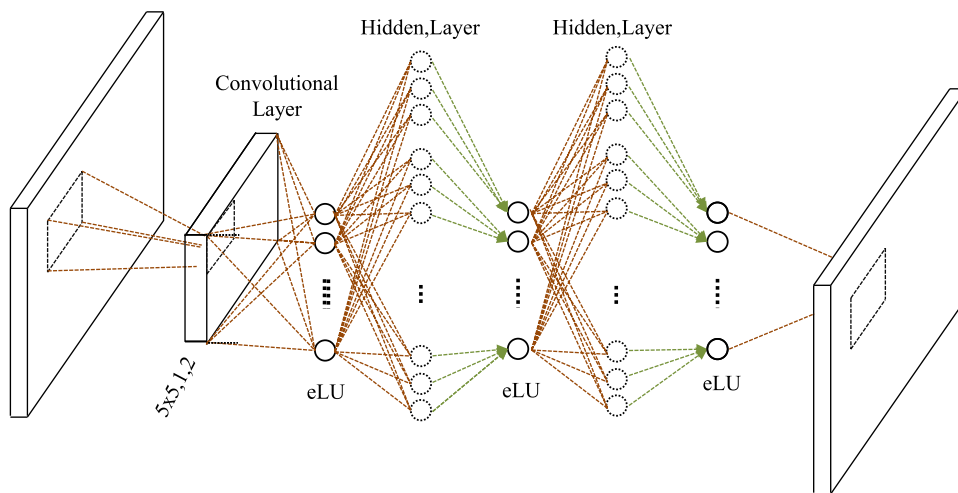 Hidden,Layer
Hidden,Layer
Convolutional
Layer
5x5,1,2
eLU
eLU
eLU